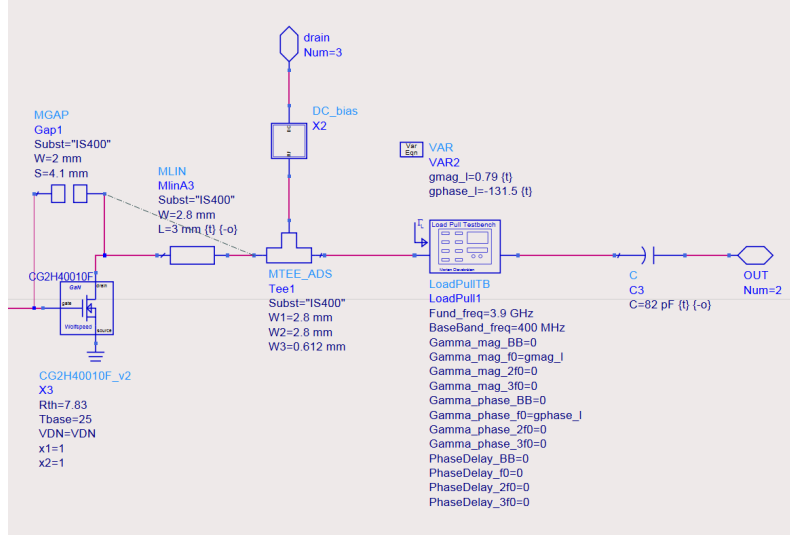 drain
Num=3
MGAP
Gap1
Subst="IS400"
W=2 mm
S=4.1 mm
DC_bias
X2
MLIN
MlinA3
Subst="IS400"
W=2.8 mm
L=3 mm {t} {-o}
Var
Eqn
VAR
VAR2
gmag_l=0.79 {t}
gphase_l=-131.5 {t}
Load Pull Testbench
CG2H40010F
GaN
drain
gate
Wolfspeed
source
MTEE_ADS
Tee1
Subst="IS400"
W1=2.8 mm
W2=2.8 mm
W3=0.612 mm
LoadPullTB
LoadPull1
Fund_freq=3.9 GHz
BaseBand_freq=400 MHz
Gamma_mag_BB=0
Gamma_mag_f0=gmag_l
Gamma_mag_2f0=0
Gamma_mag_3f0=0
Gamma_phase_BB=0
Gamma_phase_f0=gphase_l
Gamma_phase_2f0=0
Gamma_phase_3f0=0
PhaseDelay_BB=0
PhaseDelay_f0=0
PhaseDelay_2f0=0
PhaseDelay_3f0=0
C
C3
C=82 pF {t} {-o}
OUT
Num=2
CG2H40010F_v2
X3
Rth=7.83
Tbase=25
VDN=VDN
x1=1
x2=1